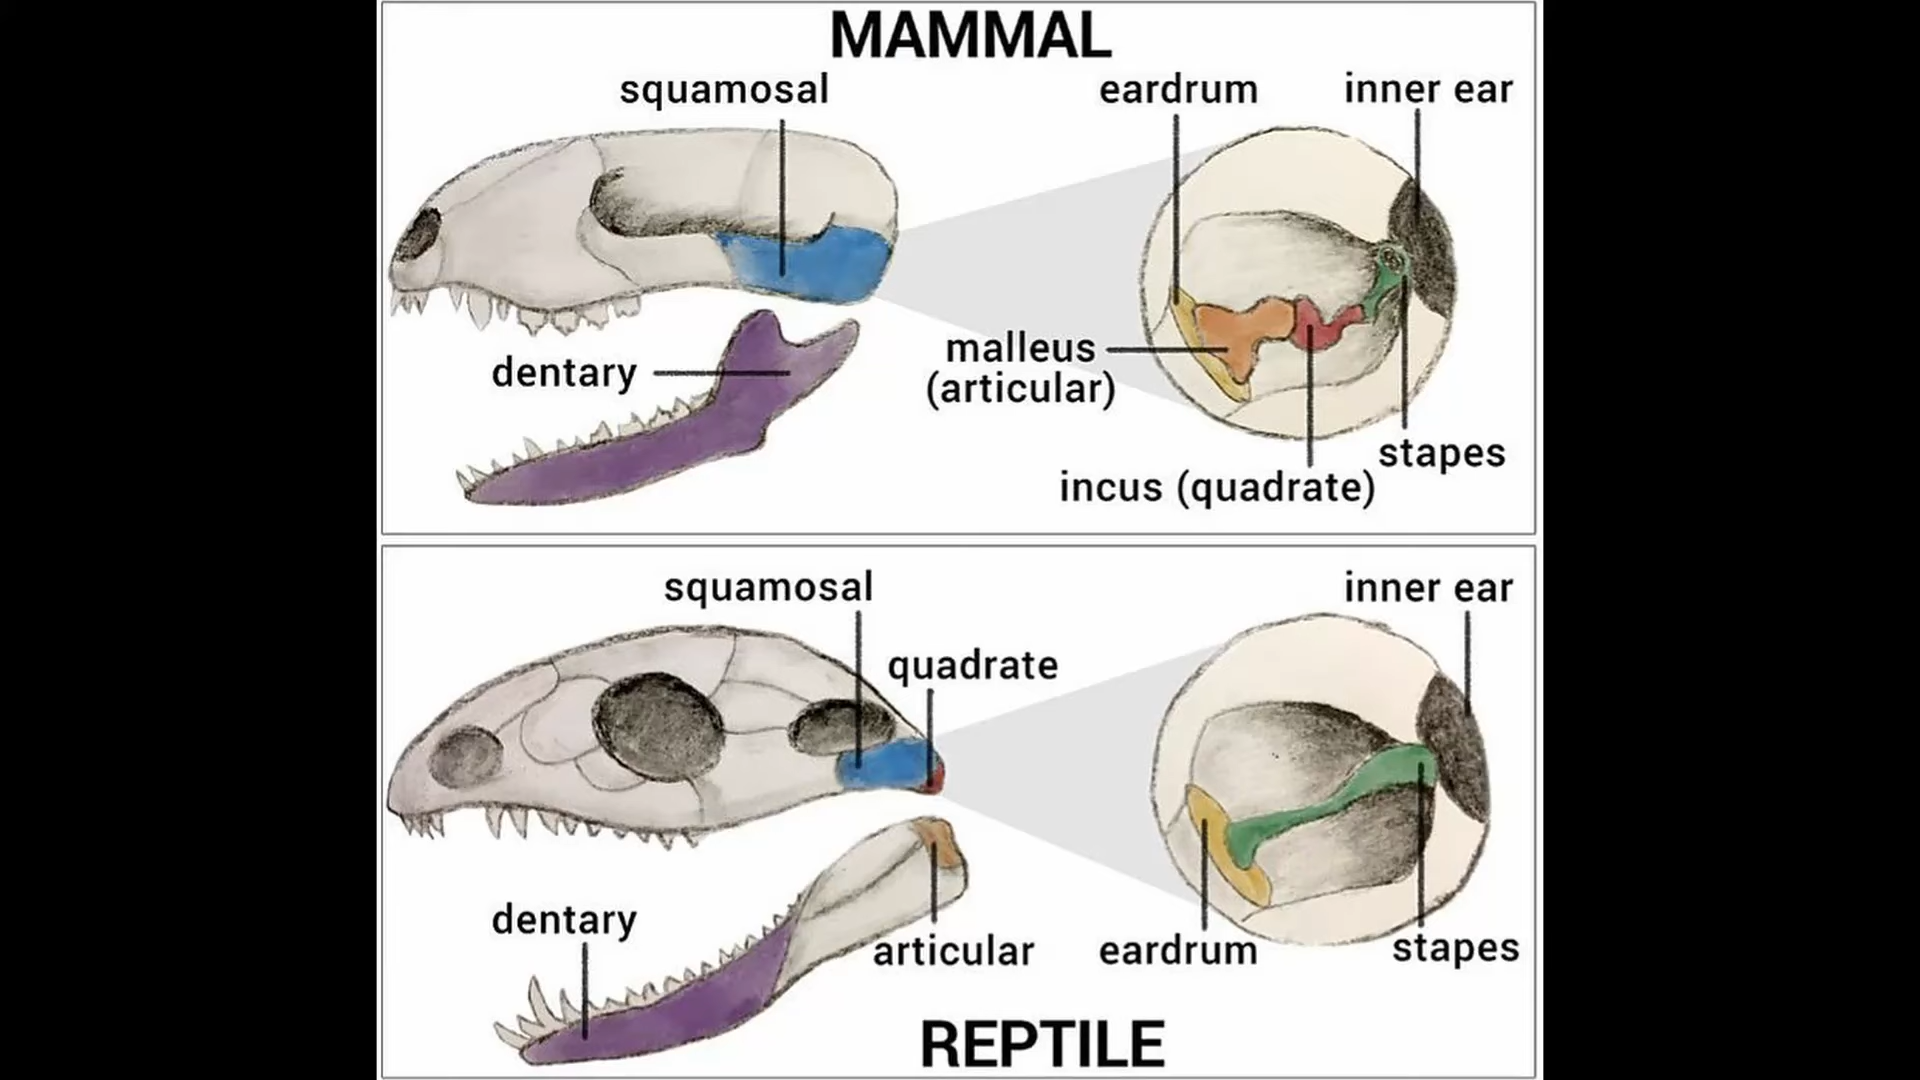 MAMMAL
squamosal
eardrum
inner ear
dentary
malleus
(articular)
stapes
incus (quadrate)
squamosal
inner ear
quadrate
dentary
articular
eardrum
stapes
REPTILE